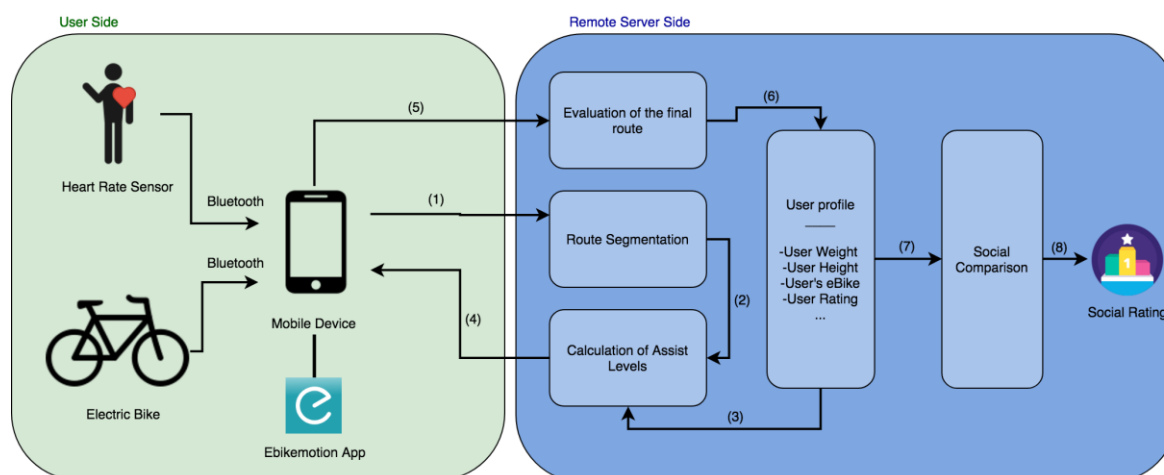 User Side
Remote Server Side
Heart Rate Sensor
Bluetooth
Bluetooth
Electric Bike
Mobile Device
Ebikemotion App
(5)
(1)
(4)
Evaluation of the final
route
(6)
Route Segmentation
(2)
Calculation of Assist
Levels
(3)
User profile
-User Weight
-User Height
-User's eBike
-User Rating
...
(7)
Social
Comparison
(8)
1
Social Rating